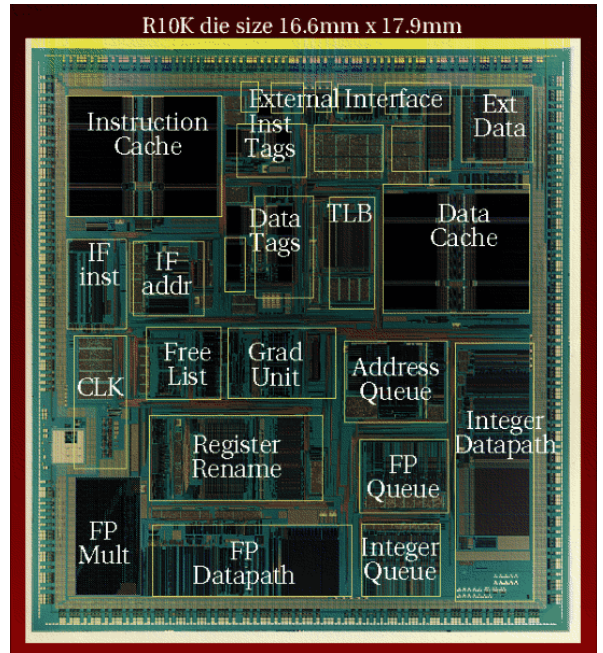 R10K die size 16.6mm x 17.9mm
External Interface
Ext
Data
Instruction
Cache
Inst
Tags
Data
Tags
TLB
Data
Cache
IF
inst
IF
addr
CLK
Free
List
Grad
Unit
Address
Queue
Integer
Datapath
Register
Rename
FP
Queue
FP
Mult
FP
Datapath
Integer
Queue